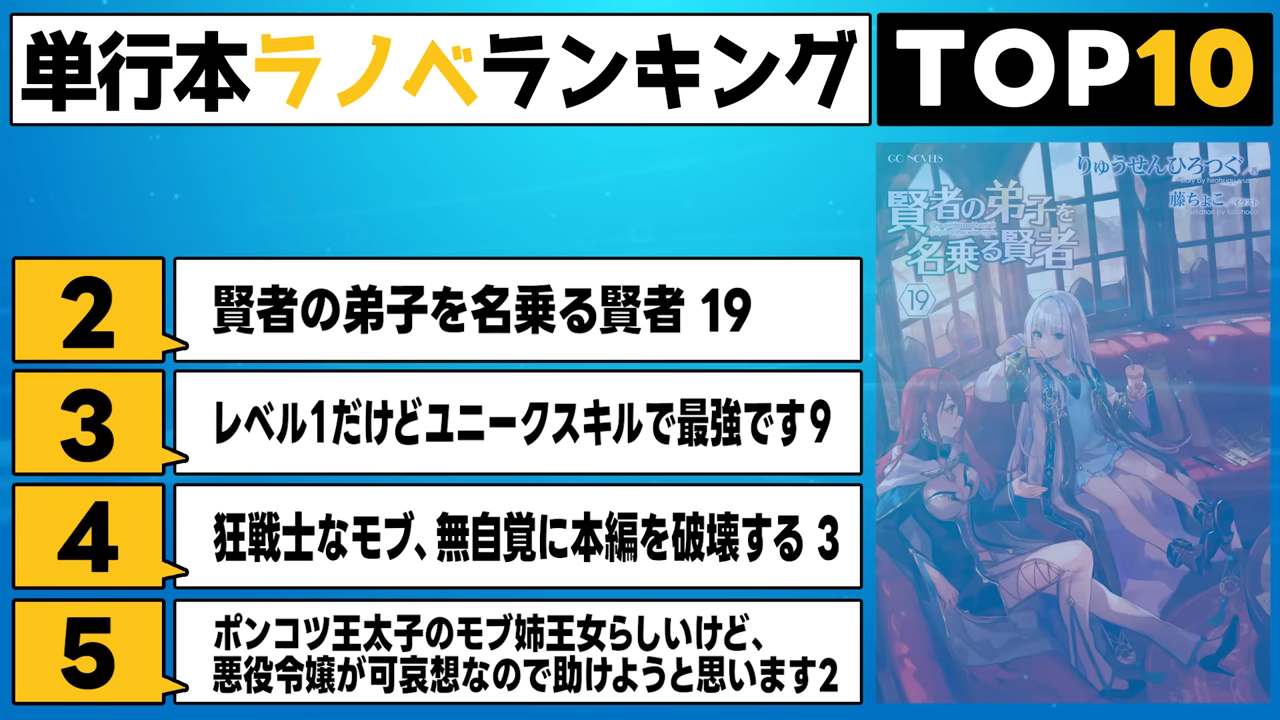 単行本ラノベランキング
TOP10
2
賢者の弟子を名乗る賢者 19
3
レベル1だけどユニークスキルで最強です9
4
狂戦士なモブ、無自覚に本編を破壊する 3
5
ポンコツ王太子のモブ姉王女らしいけど、
悪役令嬢が可哀想なので助けようと思います2
GC NOVELS
りゅうせんひろつぐ
藤ちょこ
イラスト
賢者の弟子を
名乗る賢者
19